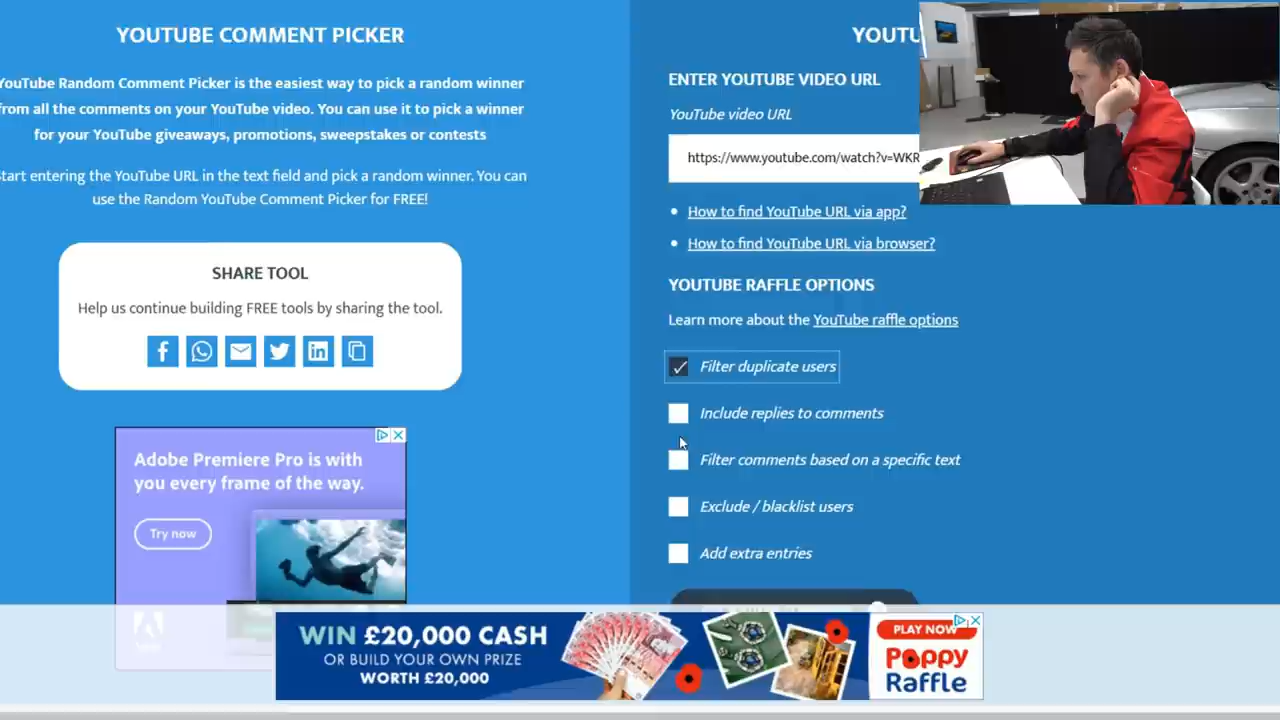 YOUTUBE COMMENT PICKER
YouTube Random Comment Picker is the easiest way to pick a random winner
from all the comments on your YouTube video. You can use it to pick a winner
for your YouTube giveaways, promotions, sweepstakes or contests
Start entering the YouTube URL in the text field and pick a random winner. You can
use the Random YouTube Comment Picker for FREE!
SHARE TOOL
Help us continue building FREE tools by sharing the tool.
Adobe Premiere Pro is with
you every frame of the way.
Try now
YOUTU
ENTER YOUTUBE VIDEO URL
YouTube video URL
https://www.youtube.com/watch?v=WKR
How to find YouTube URL via app?
How to find YouTube URL via browser?
YOUTUBE RAFFLE OPTIONS
Learn more about the YouTube raffle options
Filter duplicate users
Include replies to comments
Filter comments based on a specific text
Exclude / blacklist users
Add extra entries
WIN £20,000 CASH
OR BUILD YOUR OWN PRIZE
WORTH £20,000
PLAY NOW
Poppy
Raffle